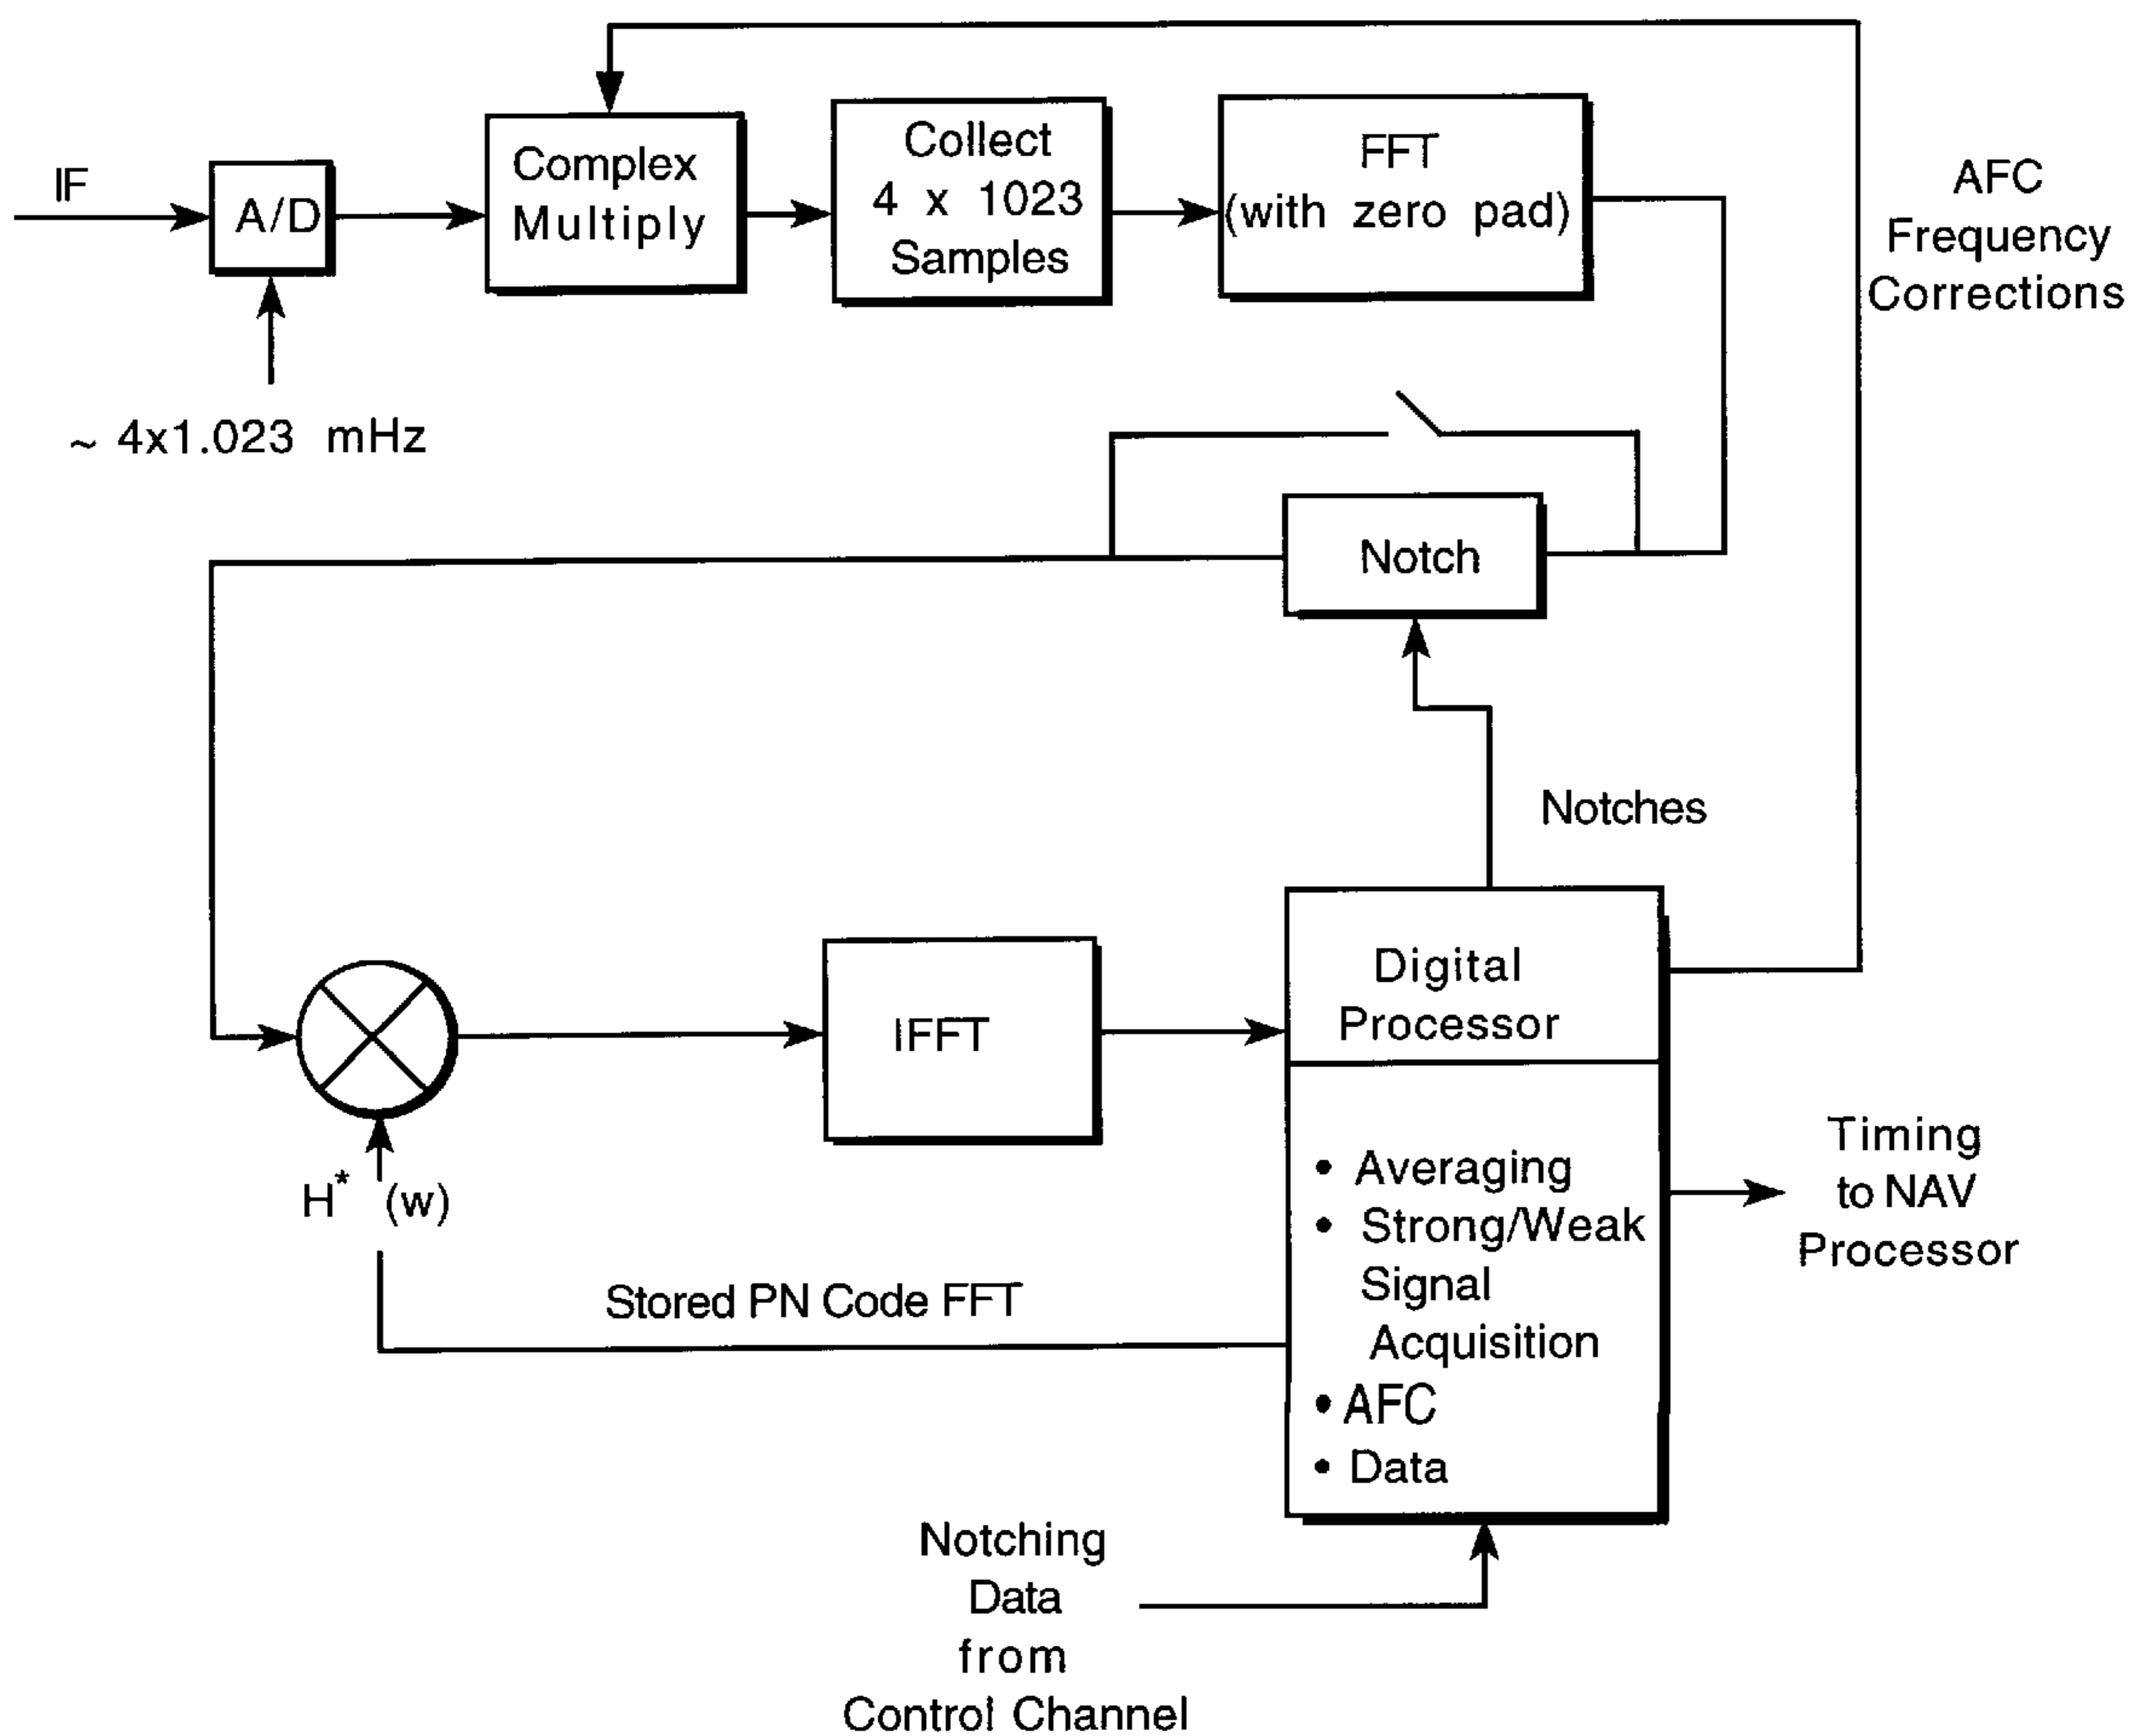 IF
A/D
~ 4x1.023 mHz
Complex
Multiply
Collect
4 x 1023
Samples
FFT
(with zero pad)
AFC
Frequency
Corrections
Notch
Notches
H* (w)
IFFT
Digital
Processor
• Averaging
• Strong/Weak
Signal
Acquisition
• AFC
• Data
Timing
to NAV
Processor
Stored PN Code FFT
Notching
Data
from
Control Channel